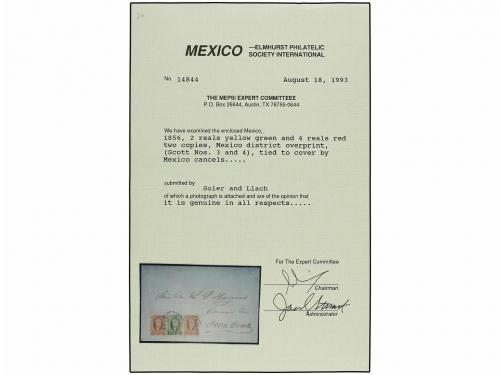 MEXICO —ELMHURST PHILATELIC
SOCIETY INTERNATIONAL
No 14844 August 18, 1993
THE MEPSI EXPERT COMMITTEEE
P.O. Box 29644, Austin, TX 78755-0644
We have examined the enclosed Mexico,
1856, 2 reals yellow green and 4 reals red
two copies, Mexico district overprint,
(Scott Nos. 3 and 4), tied to cover by
Mexico cancels.....
submitted by
Soler and Llach
of which a photograph is attached and are of the opinion that
it is genuine in all respects.....
For The Expert Committee
Chairman
Administrator
Vera Cruz